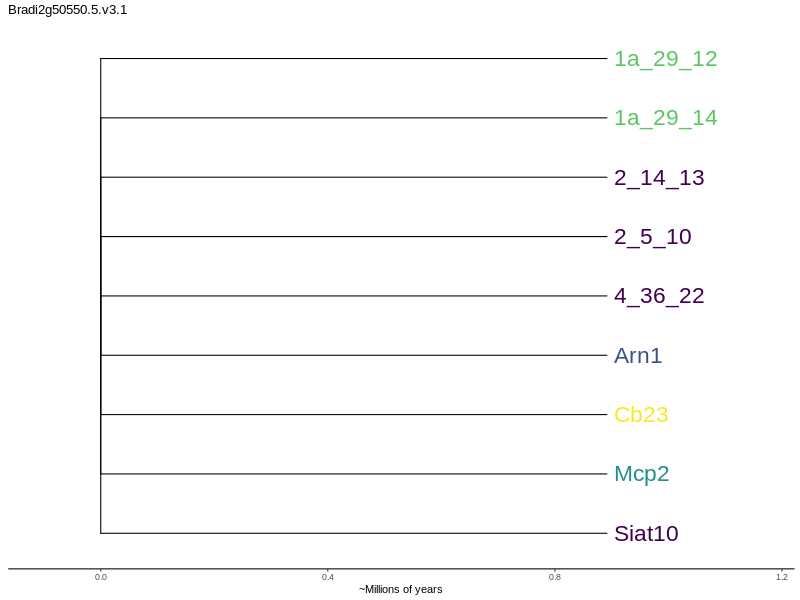 Bradi2g50550.5.v3.1
1a_29_12
1a_29_14
2_14_13
2_5_10
4_36_22
Arn1
Cb23
Mcp2
Siat10
0.0 0.4 0.8 1.2
~Millions of years